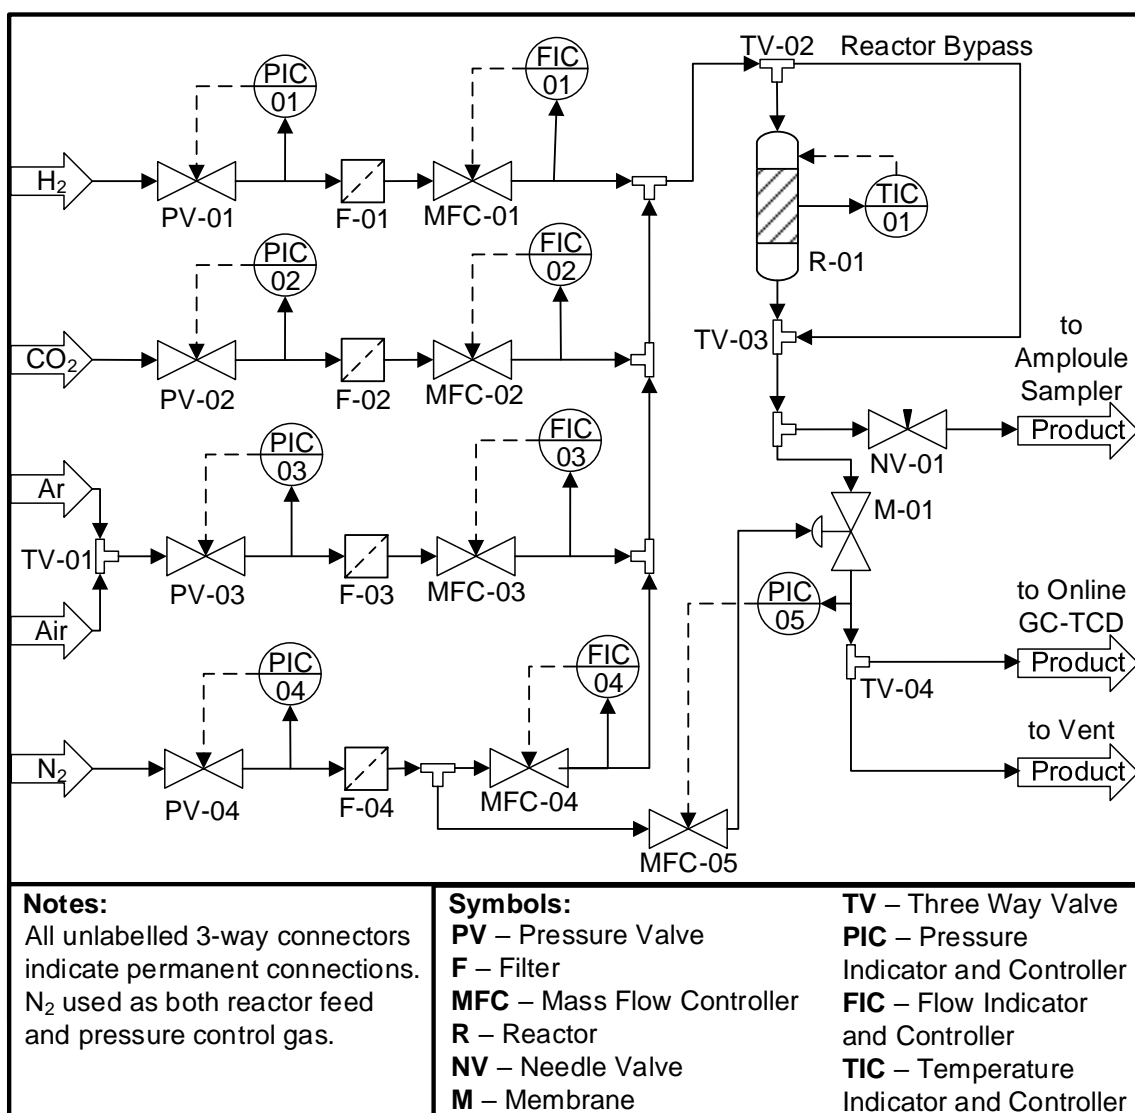 TV-02
Reactor Bypass
PIC
01
FIC
01
H₂
PV-01
F-01
MFC-01
TIC
01
R-01
PIC
02
FIC
02
CO₂
PV-02
F-02
MFC-02
TV-03
to
Amploule
Sampler
Product
NV-01
PIC
03
FIC
03
Ar
TV-01
Air
PV-03
F-03
MFC-03
M-01
PIC
05
to Online
GC-TCD
Product
TV-04
PIC
04
FIC
04
N₂
PV-04
F-04
MFC-04
to Vent
Product
MFC-05
Notes:
All unlabelled 3-way connectors
indicate permanent connections.
N₂ used as both reactor feed
and pressure control gas.
Symbols:
PV – Pressure Valve
F – Filter
MFC – Mass Flow Controller
R – Reactor
NV – Needle Valve
M – Membrane
TV – Three Way Valve
PIC – Pressure
Indicator and Controller
FIC – Flow Indicator
and Controller
TIC – Temperature
Indicator and Controller